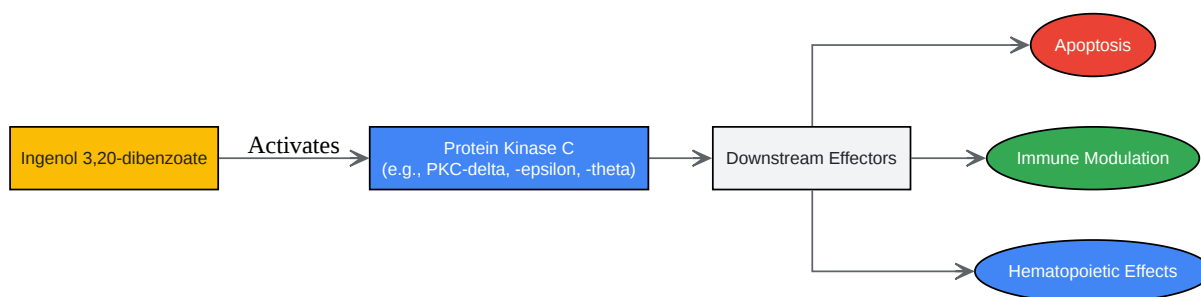 Ingenol 3,20-dibenzoate
Activates
Protein Kinase C
(e.g., PKC-delta, -epsilon, -theta)
Downstream Effectors
Apoptosis
Immune Modulation
Hematopoietic Effects